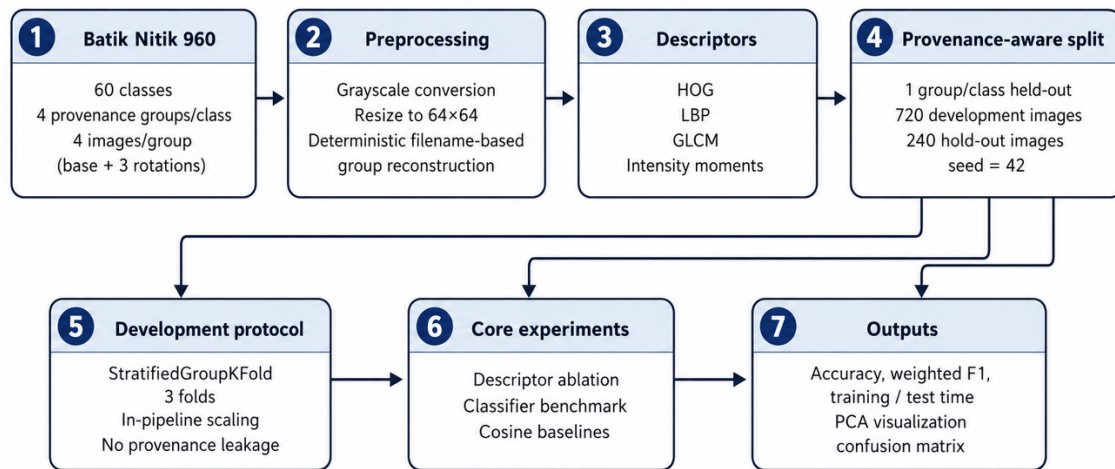 1 Batik Nitik 960
60 classes
4 provenance groups/class
4 images/group
(base + 3 rotations)
2 Preprocessing
Grayscale conversion
Resize to 64×64
Deterministic filename-based
group reconstruction
3 Descriptors
HOG
LBP
GLCM
Intensity moments
4 Provenance-aware split
1 group/class held-out
720 development images
240 hold-out images
seed = 42
5 Development protocol
StratifiedGroupKFold
3 folds
In-pipeline scaling
No provenance leakage
6 Core experiments
Descriptor ablation
Classifier benchmark
Cosine baselines
7 Outputs
Accuracy, weighted F1,
training / test time
PCA visualization
confusion matrix